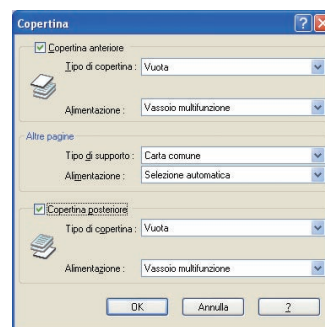 Copertina
Copertina anteriore
Tipo di copertina : Vuota
Alimentazione : Vassoio multifunzione
Altre pagine
Tipo di supporto : Carta comune
Alimentazione : Selezione automatica
Copertina posteriore
Tipo di copertina : Vuota
Alimentazione : Vassoio multifunzione
OK Annulla ?